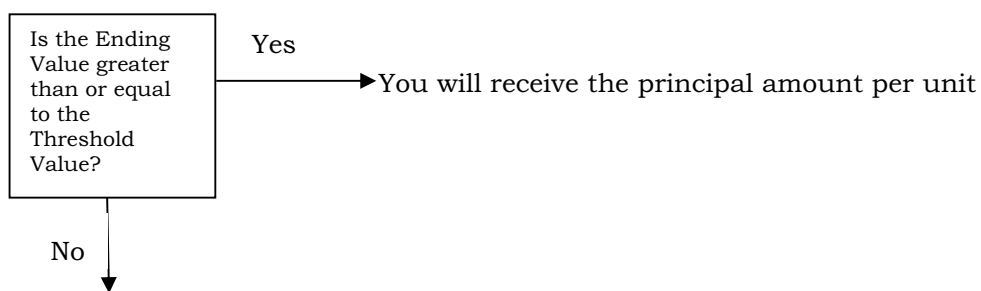 Is the Ending
Value greater
than or equal
to the
Threshold
Value?
Yes
You will receive the principal amount per unit
No